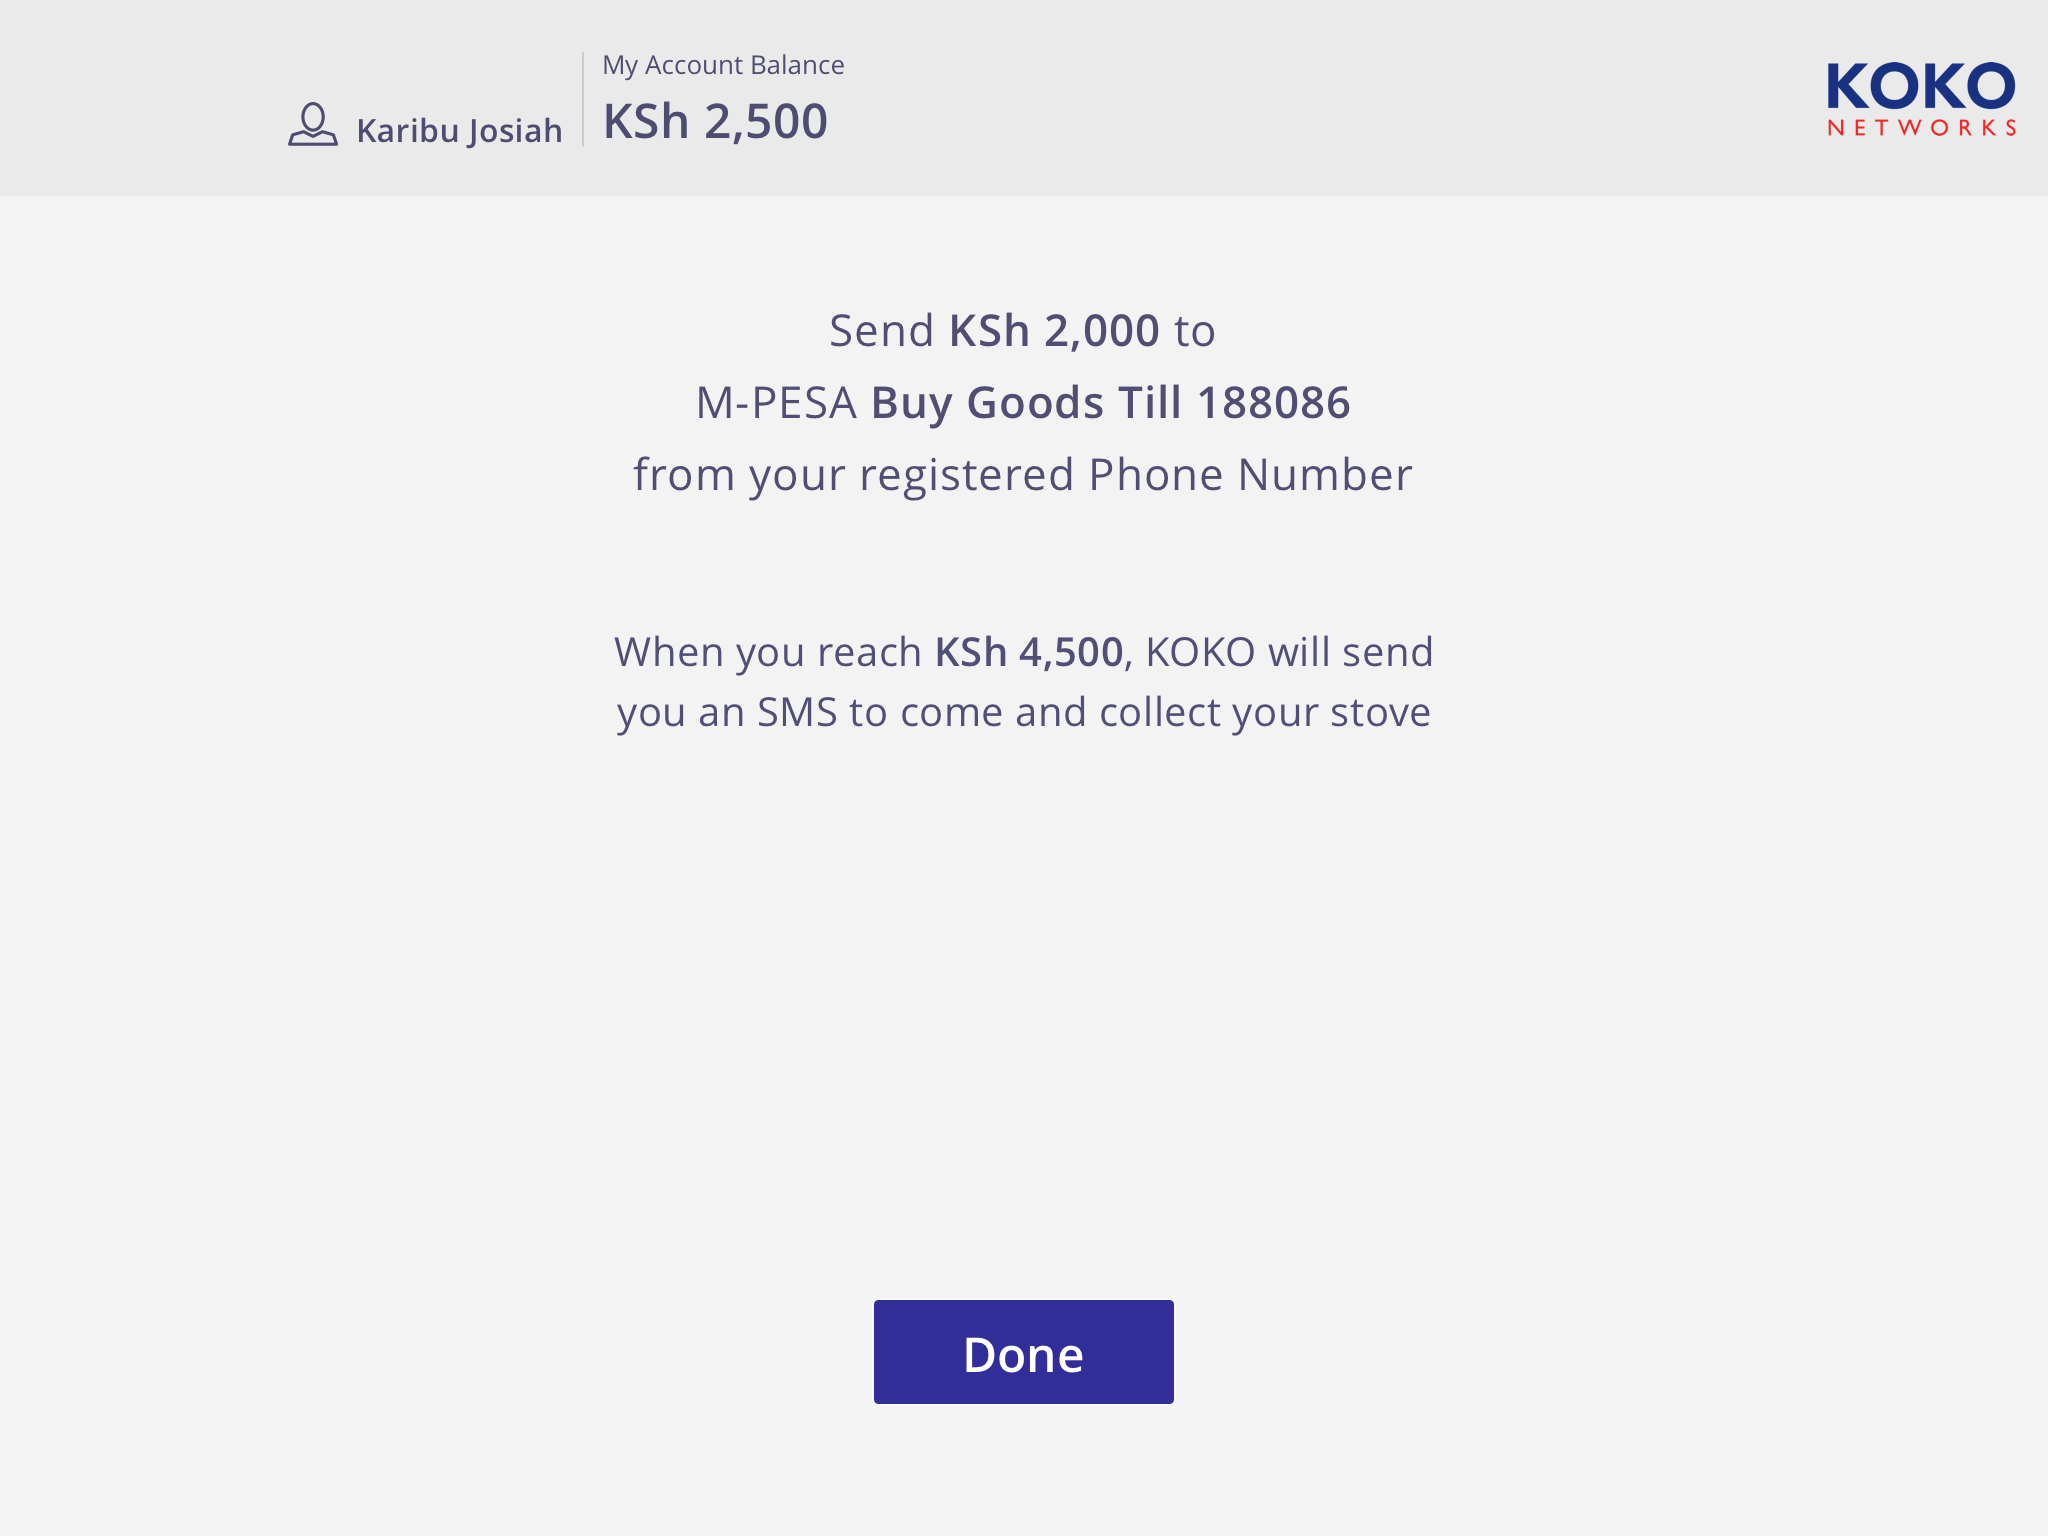 My Account Balance
Karibu Josiah
KSh 2,500
KOKO
NETWORKS
Send KSh 2,000 to
M-PESA Buy Goods Till 188086
from your registered Phone Number
When you reach KSh 4,500, KOKO will send
you an SMS to come and collect your stove
Done